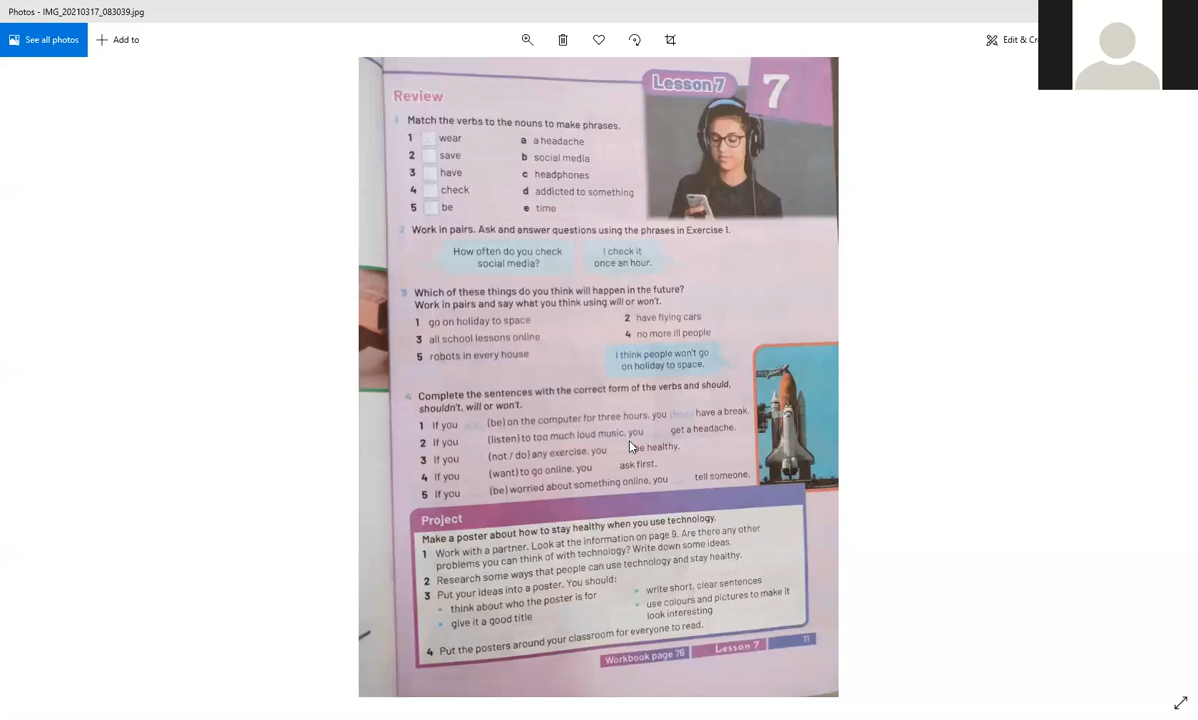 Photos - IMG_20210317_083039.jpg
See all photos
Add to
Edit & Cr
Lesson 7
7
Review
1 Match the verbs to the nouns to make phrases.
1 wear
2 save
3 have
4 check
5 be
a a headache
b social media
c headphones
d addicted to something
e time
2 Work in pairs. Ask and answer questions using the phrases in Exercise 1.
How often do you check
social media?
I check it
once an hour.
3 Which of these things do you think will happen in the future?
Work in pairs and say what you think using will or won't.
1 go on holiday to space
2 have flying cars
3 all school lessons online
4 no more ill people
5 robots in every house
I think people won't go
on holiday to space.
4 Complete the sentences with the correct form of the verbs and should,
shouldn't, will or won't.
1 If you (be) on the computer for three hours, you should have a break.
2 If you (listen) to too much loud music, you get a headache.
3 If you (not / do) any exercise, you be healthy.
4 If you (want) to go online, you ask first.
5 If you (be) worried about something online, you tell someone.
Project
Make a poster about how to stay healthy when you use technology.
1 Work with a partner. Look at the information on page 9. Are there any other
problems you can think of with technology? Write down some ideas.
2 Research some ways that people can use technology and stay healthy.
3 Put your ideas into a poster. You should:
think about who the poster is for
give it a good title
write short, clear sentences
use colours and pictures to make it
look interesting
4 Put the posters around your classroom for everyone to read.
Workbook page 76
Lesson 7
11